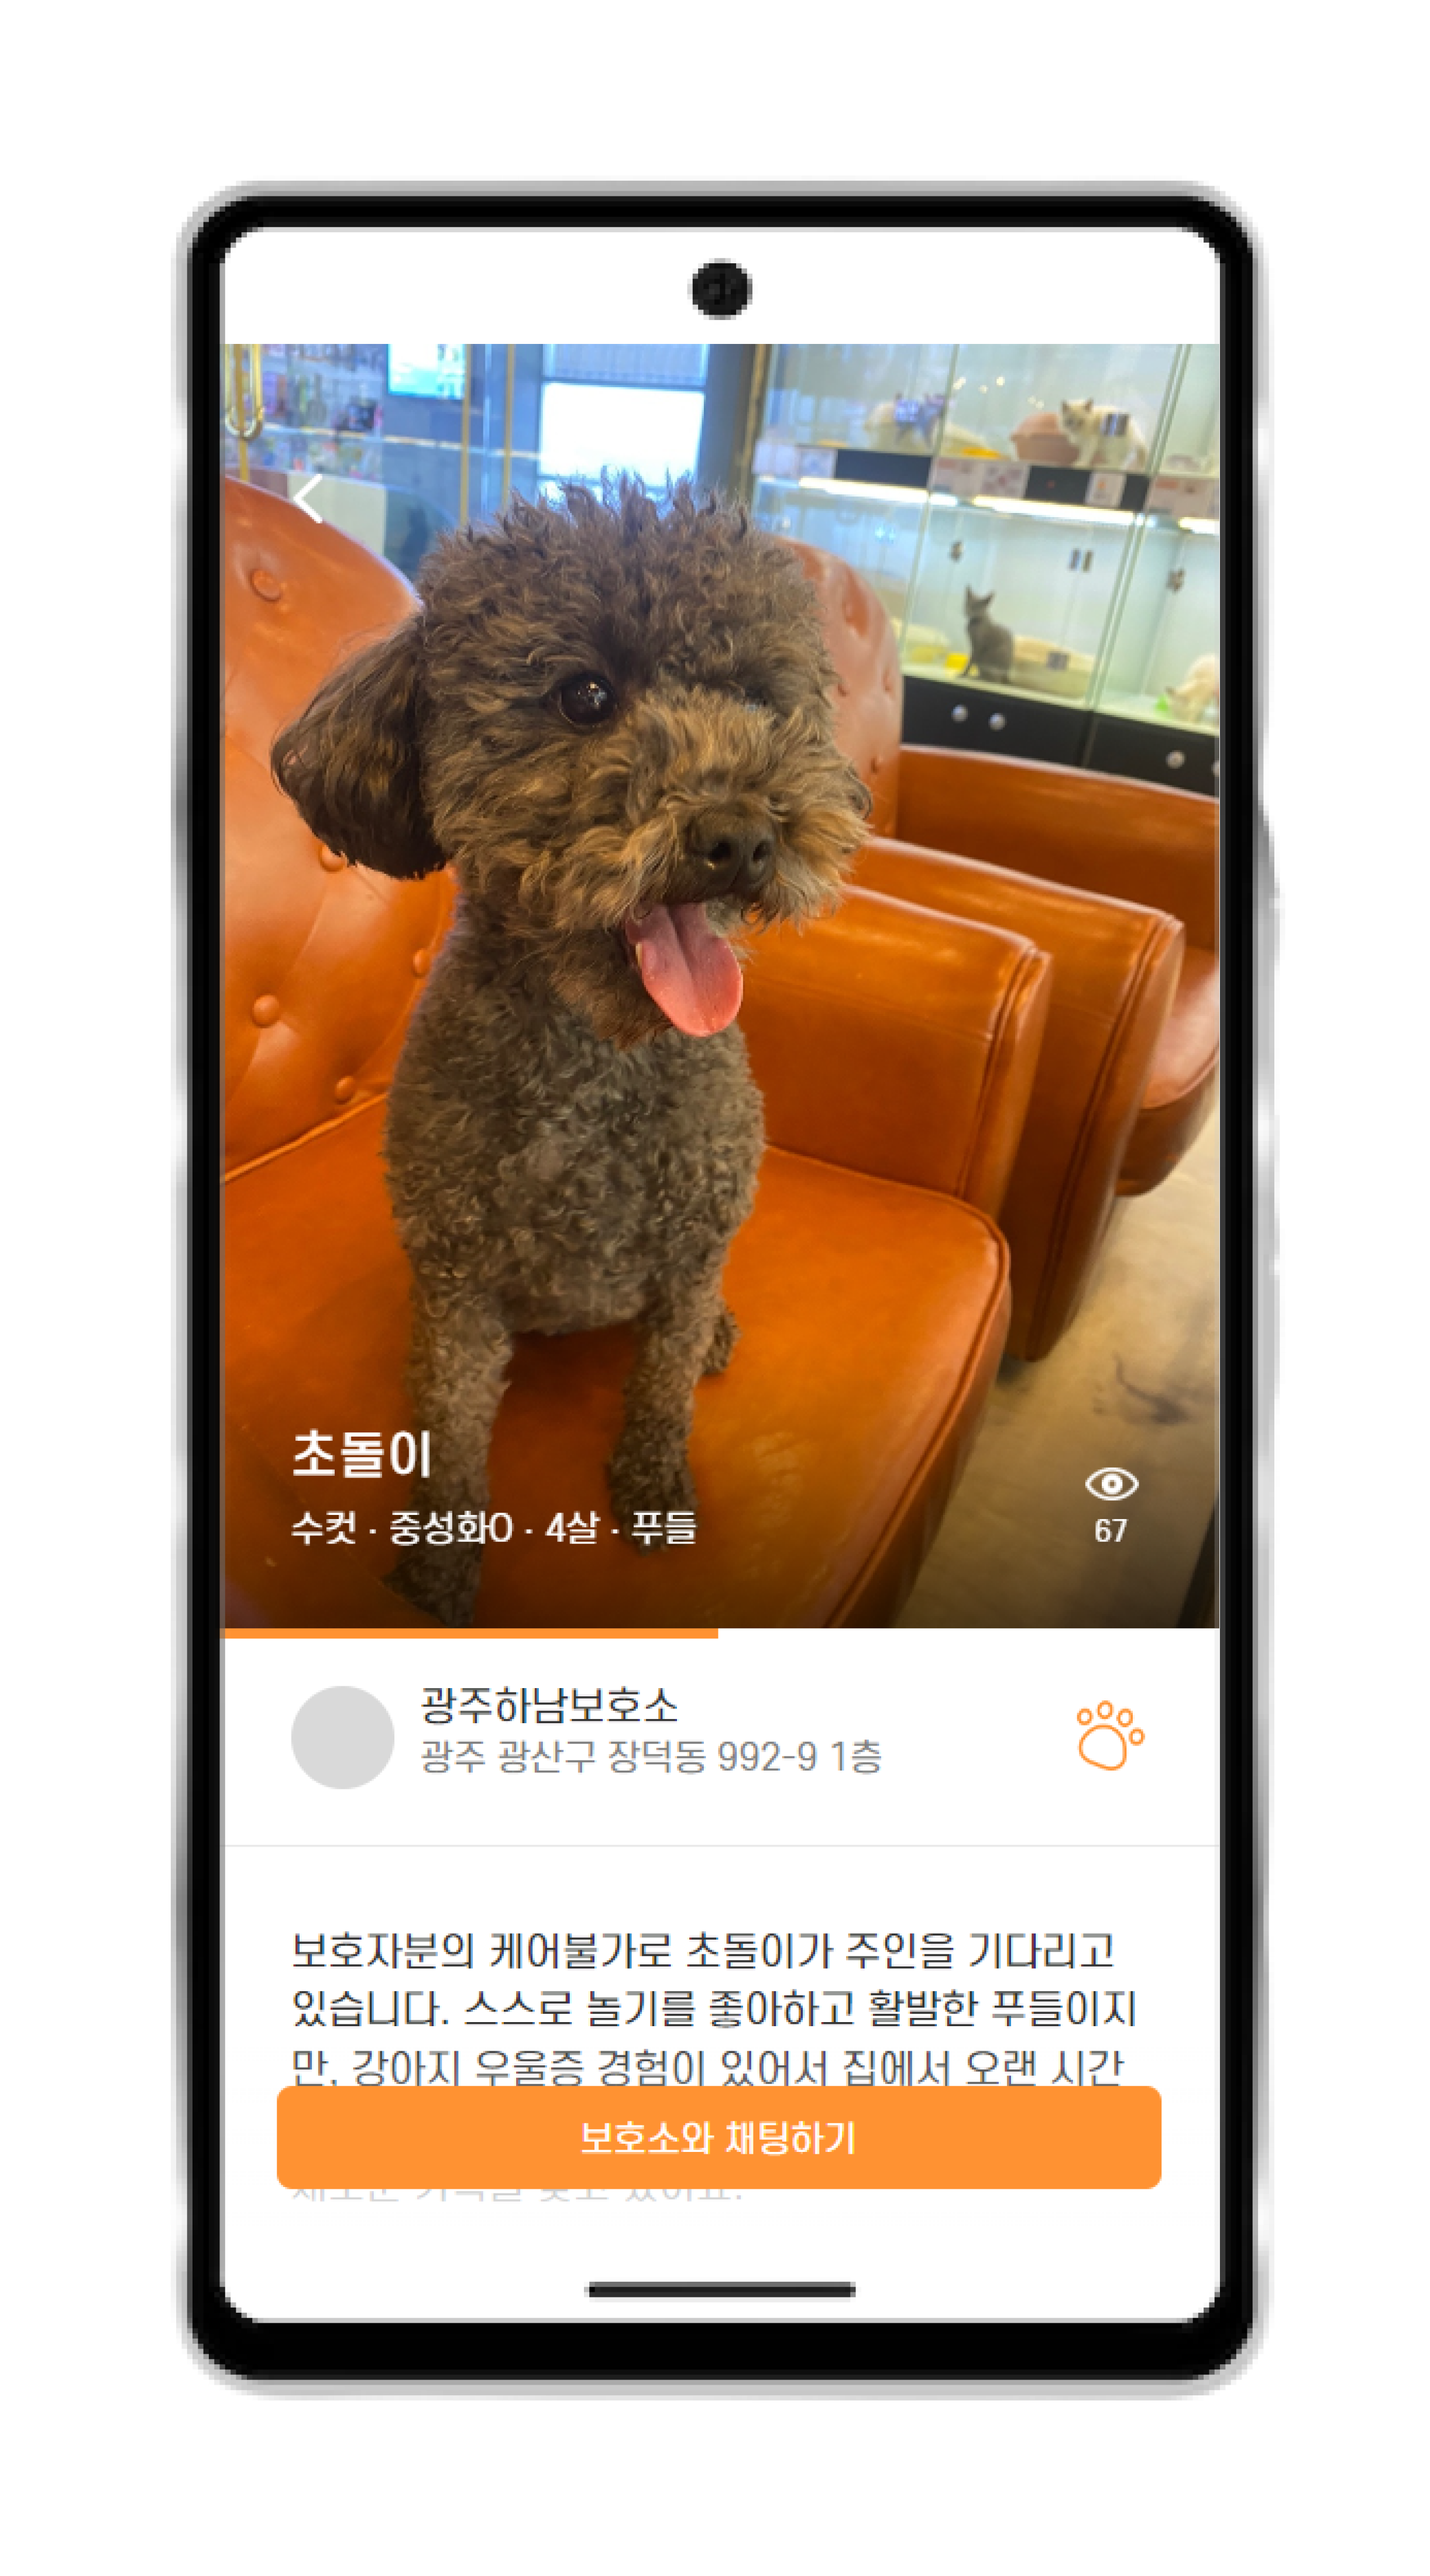 초돌이
수컷 · 중성화O · 4살 · 푸들
67
광주하남보호소
광주 광산구 장덕동 992-9 1층
보호자분의 케어불가로 초돌이가 주인을 기다리고
있습니다. 스스로 놀기를 좋아하고 활발한 푸들이지
만, 강아지 우울증 경험이 있어서 집에서 오랜 시간
보호소와 채팅하기